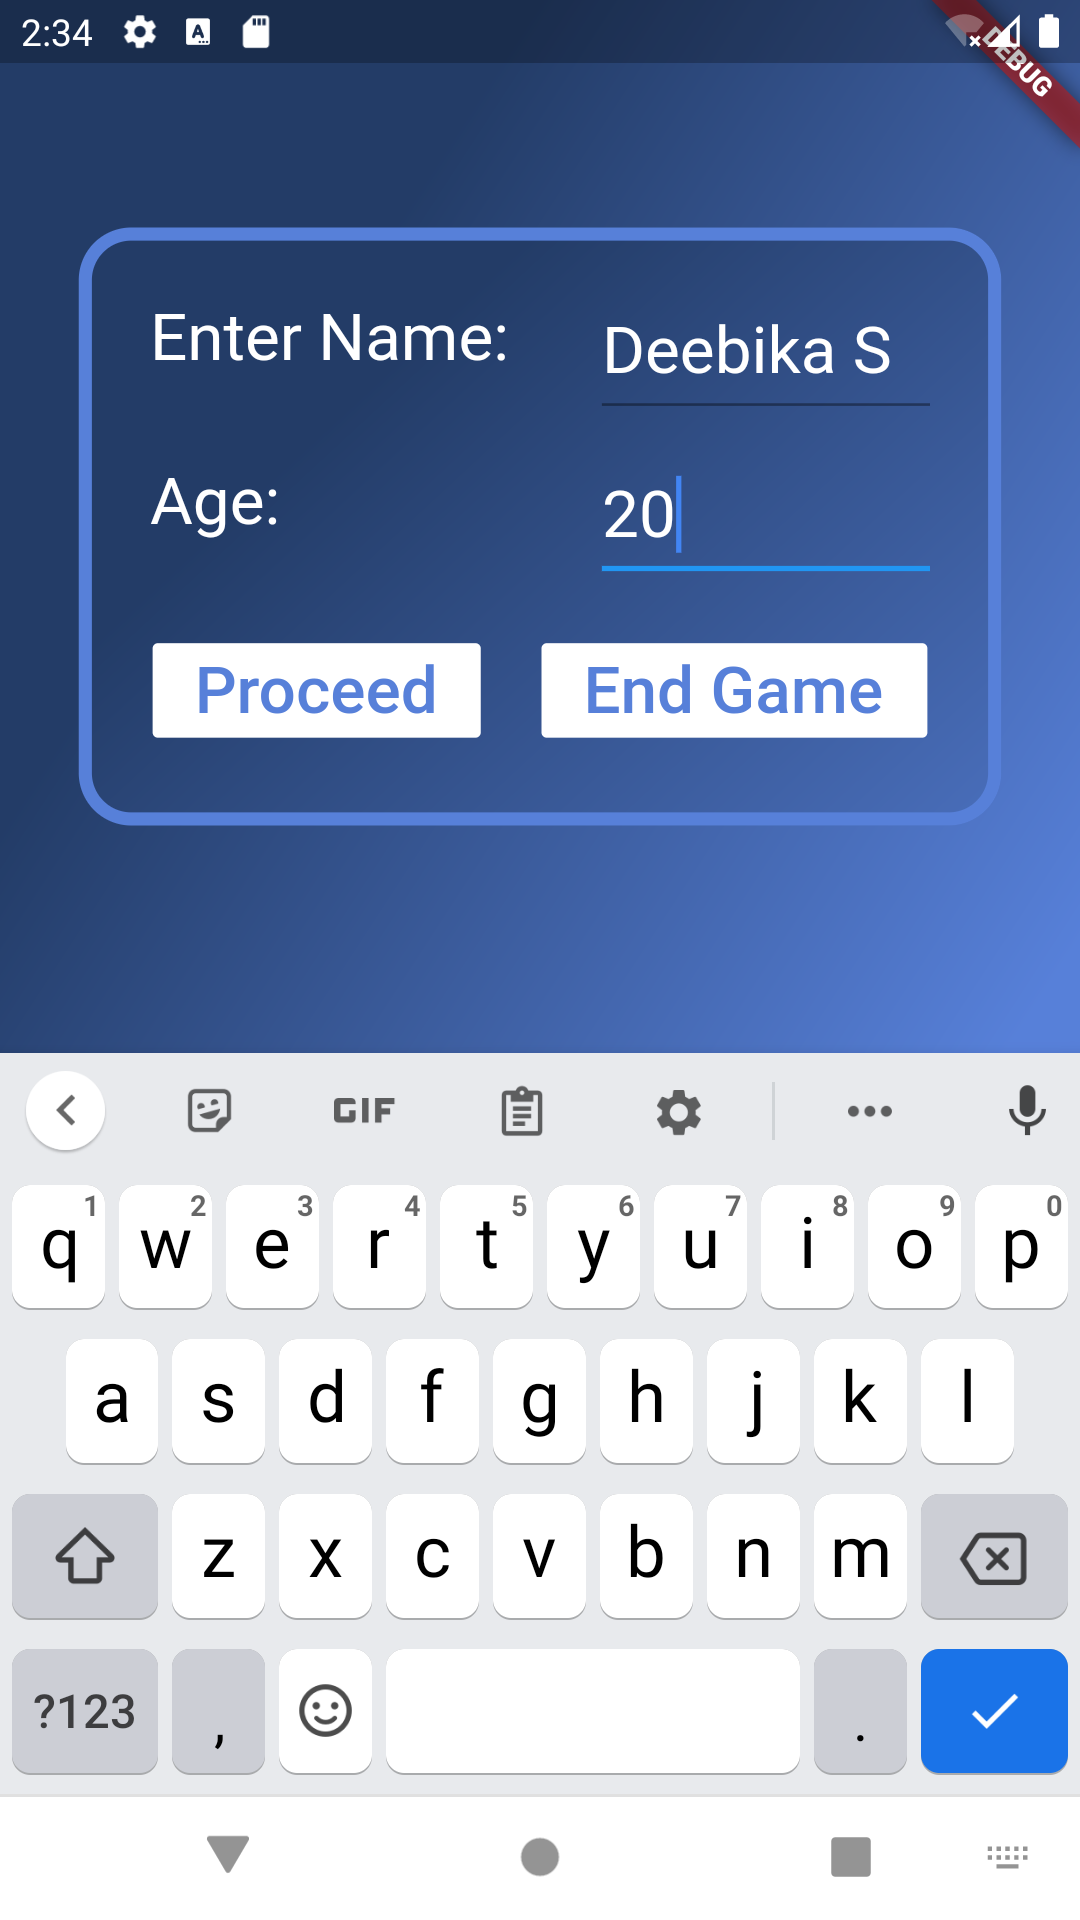 2:34
DEBUG
Enter Name: Deebika S
Age: 20
Proceed End Game
GIF
1 2 3 4 5 6 7 8 9 0
q w e r t y u i o p
a s d f g h j k l
z x c v b n m
?123 , .